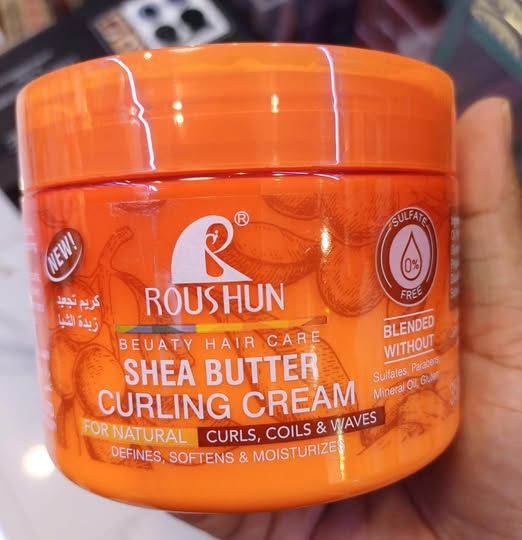 NEW!
كريم تجعيد
زبدة الشيا
®
ROUSHUN
BEUATY HAIR CARE
SHEA BUTTER
CURLING CREAM
FOR NATURAL CURLS, COILS & WAVES
DEFINES, SOFTENS & MOISTURIZES
SULFATE
0%
FREE
BLENDED
WITHOUT
Sulfates, Parabens,
Mineral Oil, Gluten